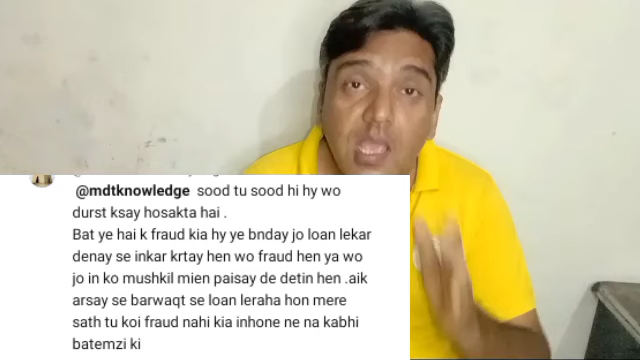 @mdtknowledge sood tu sood hi hy wo
durst ksay hosakta hai .
Bat ye hai k fraud kia hy ye bnday jo loan lekar
denay se inkar krtay hen wo fraud hen ya wo
jo in ko mushkil mien paisay de detin hen .aik
arsay se barwaqt se loan leraha hon mere
sath tu koi fraud nahi kia inhone ne na kabhi
batemzi ki